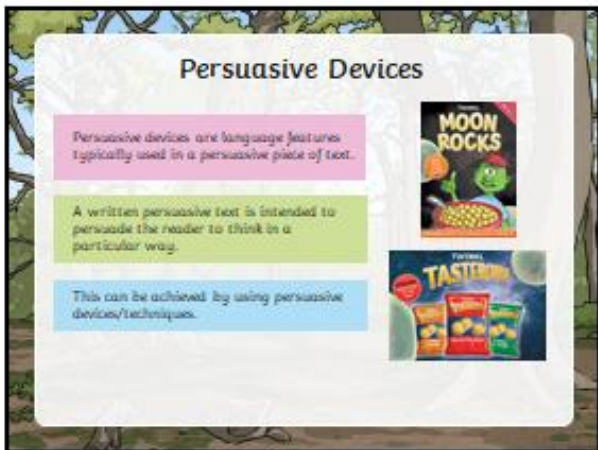 Persuasive Devices
Persuasive devices are language features
typically used in a persuasive piece of text.
A written persuasive text is intended to
persuade the reader to think in a
particular way.
This can be achieved by using persuasive
devices/techniques.
MOON
ROCKS